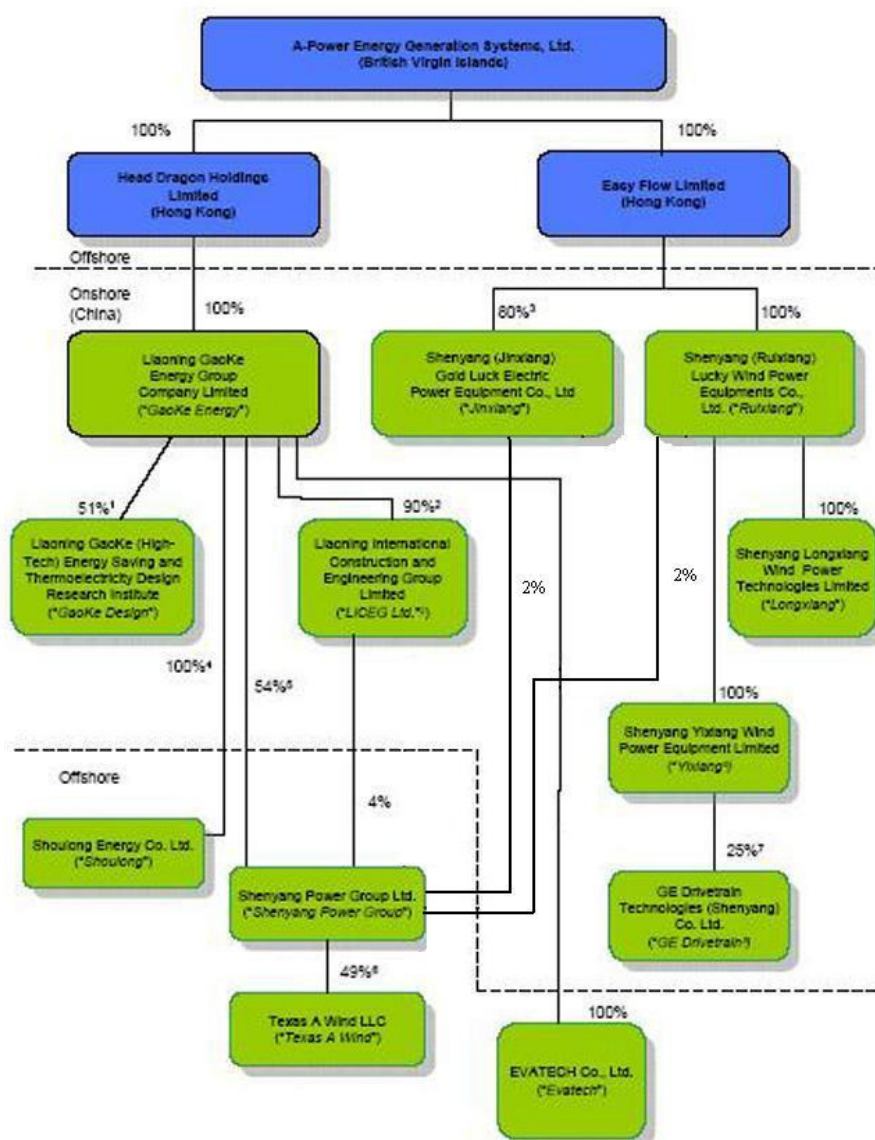 A-Power Energy Generation Systems, Ltd.
(British Virgin Islands)
100%
100%
Head Dragon Holdings
Limited
(Hong Kong)
Easy Flow Limited
(Hong Kong)
Offshore
Onshore
(China)
100%
80%³
100%
Liaoning GaoKe
Energy Group
Company Limited
("GaoKe Energy")
Shenyang (Jinxiang)
Gold Luck Electric
Power Equipment Co., Ltd
("Jinxiang")
Shenyang (Ruixiang)
Lucky Wind Power
Equipments Co.,
Ltd. ("Ruixiang")
51%¹
90%²
100%
Liaoning GaoKe (High-
Tech) Energy Saving and
Thermoelectricity Design
Research Institute
("GaoKe Design")
Liaoning International
Construction and
Engineering Group
Limited
("LICEG Ltd.")
Shenyang Longxiang
Wind Power
Technologies Limited
("Longxiang")
2%
2%
100%⁴
54%⁵
100%
Shenyang Yixiang Wind
Power Equipment Limited
("Yixiang")
Offshore
4%
Shoulong Energy Co. Ltd.
("Shoulong")
25%⁷
Shenyang Power Group Ltd.
("Shenyang Power Group")
GE Drivetrain
Technologies (Shenyang)
Co. Ltd.
("GE Drivetrain")
49%⁶
Texas A Wind LLC
("Texas A Wind")
100%
EVATECH Co., Ltd.
("Evatech")